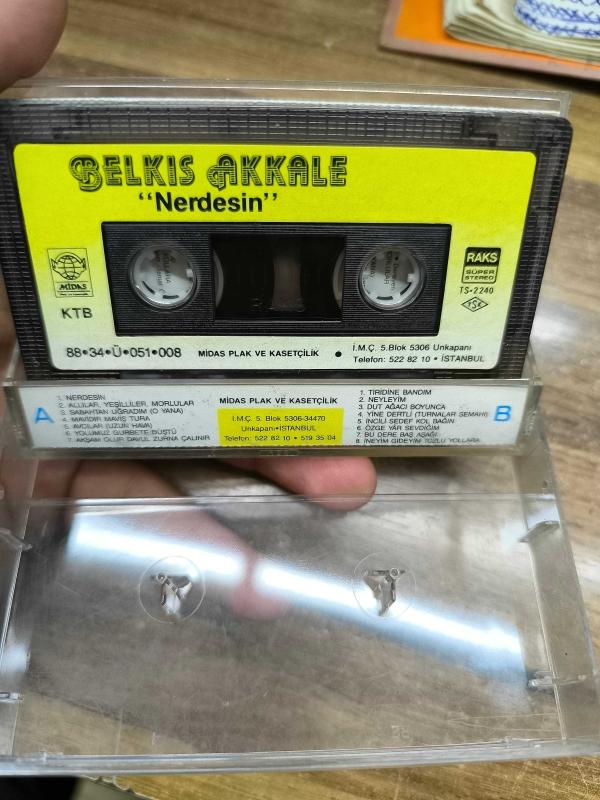 BELKIS AKKALE
"Nerdesin"
MİDAS
KTB
RAKS
SÜPER
STEREO
TS•2240
TSK
88•34•Ü•051•008 MİDAS PLAK VE KASETÇİLİK • İ.M.Ç. 5.Blok 5306 Unkapanı
Telefon: 522 82 10 • İSTANBUL
A
1. NERDESİN
2. ALLILAR, YEŞİLLİLER, MORLULAR
3. SABAHTAN UĞRADIM (O YANA)
4. MAVİDİR MAVİŞ TURA
5. AVCILAR (UZUN HAVA)
6. YOLUMUZ GURBETE DÜŞTÜ
7. AKŞAM OLUR DAVUL ZURNA ÇALINIR
MİDAS PLAK VE KASETÇİLİK
İ.M.Ç. 5. Blok 5306-34470
Unkapanı•İSTANBUL
Telefon: 522 82 10 • 519 35 04
1. TİRİDİNE BANDIM
2. NEYLEYİM
3. DUT AĞACI BOYUNCA
4. YİNE DERTLİ (TURNALAR SEMAHI)
5. İNCİLİ SEDEF KOL BAĞIN
6. ÖZGE YÂR SEVDİĞİM
7. BU DERE BAŞ AŞAĞI
8. İNEYİM GİDEYİM TOZLU YOLLARA
B